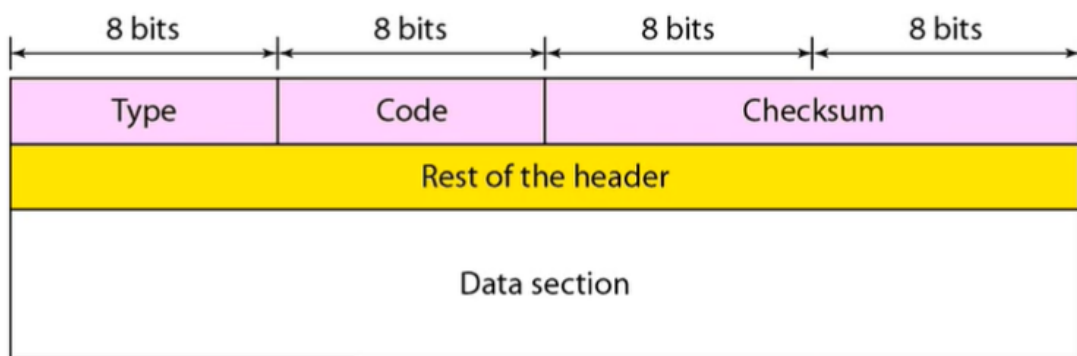 8 bits 8 bits 8 bits 8 bits
Type Code Checksum
Rest of the header
Data section